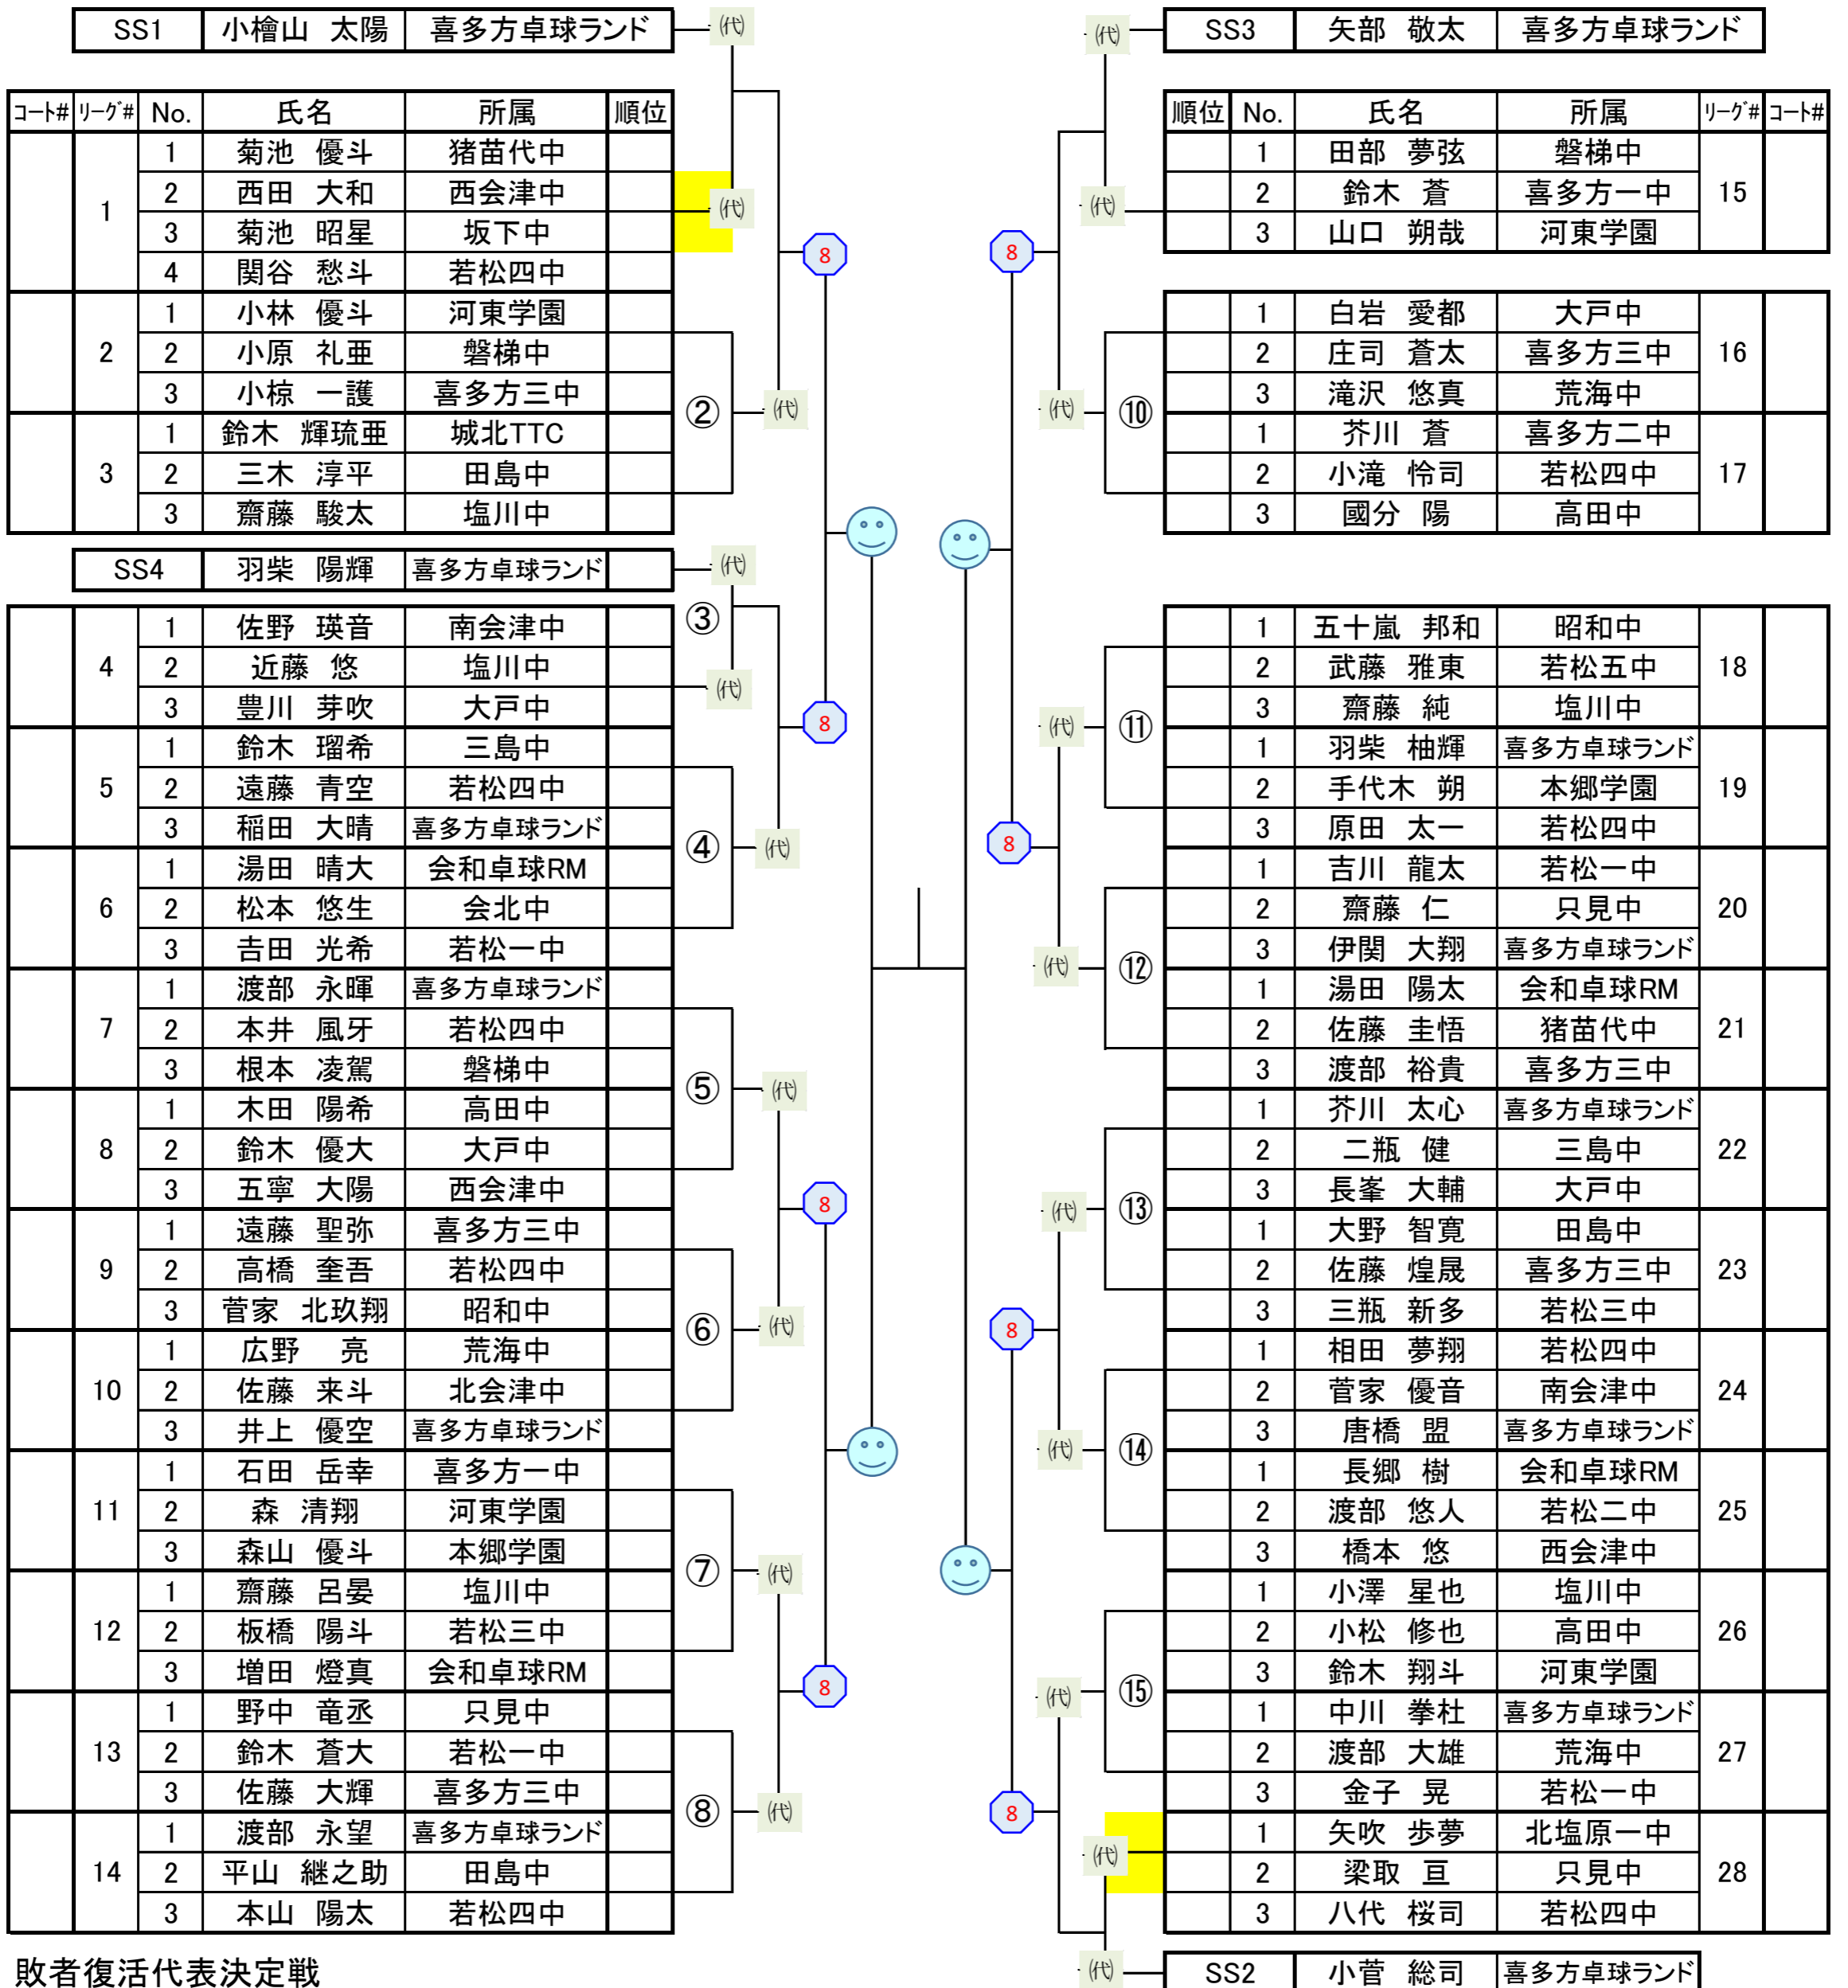 SS1 小檜山 太陽 喜多方卓球ランド ㈹
コート# リーグ# No. 氏名 所属 順位
1
1 菊池 優斗 猪苗代中
2 西田 大和 西会津中
3 菊池 昭星 坂下中
4 関谷 愁斗 若松四中
㈹
8
2
1 小林 優斗 河東学園
2 小原 礼亜 磐梯中
3 小椋 一護 喜多方三中
② ㈹
3
1 鈴木 輝琉亜 城北TTC
2 三木 淳平 田島中
3 齋藤 駿太 塩川中
SS4 羽柴 陽輝 喜多方卓球ランド ㈹
③
4
1 佐野 瑛音 南会津中
2 近藤 悠 塩川中
3 豊川 芽吹 大戸中
㈹
8
5
1 鈴木 瑠希 三島中
2 遠藤 青空 若松四中
3 稲田 大晴 喜多方卓球ランド
④ ㈹
6
1 湯田 晴大 会和卓球RM
2 松本 悠生 会北中
3 吉田 光希 若松一中
7
1 渡部 永暉 喜多方卓球ランド
2 本井 風牙 若松四中
3 根本 凌駕 磐梯中
⑤ ㈹
8
1 木田 陽希 高田中
2 鈴木 優大 大戸中
3 五寧 大陽 西会津中
8
9
1 遠藤 聖弥 喜多方三中
2 高橋 奎吾 若松四中
3 菅家 北玖翔 昭和中
⑥ ㈹
10
1 広野 亮 荒海中
2 佐藤 来斗 北会津中
3 井上 優空 喜多方卓球ランド
11
1 石田 岳幸 喜多方一中
2 森 清翔 河東学園
3 森山 優斗 本郷学園
⑦ ㈹
12
1 齋藤 呂晏 塩川中
2 板橋 陽斗 若松三中
3 増田 燈真 会和卓球RM
8
13
1 野中 竜丞 只見中
2 鈴木 蒼大 若松一中
3 佐藤 大輝 喜多方三中
⑧ ㈹
14
1 渡部 永望 喜多方卓球ランド
2 平山 継之助 田島中
3 本山 陽太 若松四中
敗者復活代表決定戦
㈹ SS3 矢部 敬太 喜多方卓球ランド
順位 No. 氏名 所属 リーグ# コート#
1 田部 夢弦 磐梯中
2 鈴木 蒼 喜多方一中
3 山口 朔哉 河東学園
15
㈹
8
1 白岩 愛都 大戸中
2 庄司 蒼太 喜多方三中
3 滝沢 悠真 荒海中
16
㈹ ⑩
1 芥川 蒼 喜多方二中
2 小滝 怜司 若松四中
3 國分 陽 高田中
17
1 五十嵐 邦和 昭和中
2 武藤 雅東 若松五中
3 齋藤 純 塩川中
18
㈹ ⑪
1 羽柴 柚輝 喜多方卓球ランド
2 手代木 朔 本郷学園
3 原田 太一 若松四中
19
8
1 吉川 龍太 若松一中
2 齋藤 仁 只見中
3 伊関 大翔 喜多方卓球ランド
20
㈹ ⑫
1 湯田 陽太 会和卓球RM
2 佐藤 圭悟 猪苗代中
3 渡部 裕貴 喜多方三中
21
1 芥川 太心 喜多方卓球ランド
2 二瓶 健 三島中
3 長峯 大輔 大戸中
22
㈹ ⑬
1 大野 智寛 田島中
2 佐藤 煌晟 喜多方三中
3 三瓶 新多 若松三中
23
8
1 相田 夢翔 若松四中
2 菅家 優音 南会津中
3 唐橋 盟 喜多方卓球ランド
24
㈹ ⑭
1 長郷 樹 会和卓球RM
2 渡部 悠人 若松二中
3 橋本 悠 西会津中
25
1 小澤 星也 塩川中
2 小松 修也 高田中
3 鈴木 翔斗 河東学園
26
㈹ ⑮
1 中川 拳杜 喜多方卓球ランド
2 渡部 大雄 荒海中
3 金子 晃 若松一中
27
8
1 矢吹 歩夢 北塩原一中
2 梁取 亘 只見中
3 八代 桜司 若松四中
28
㈹
㈹ SS2 小菅 総司 喜多方卓球ランド